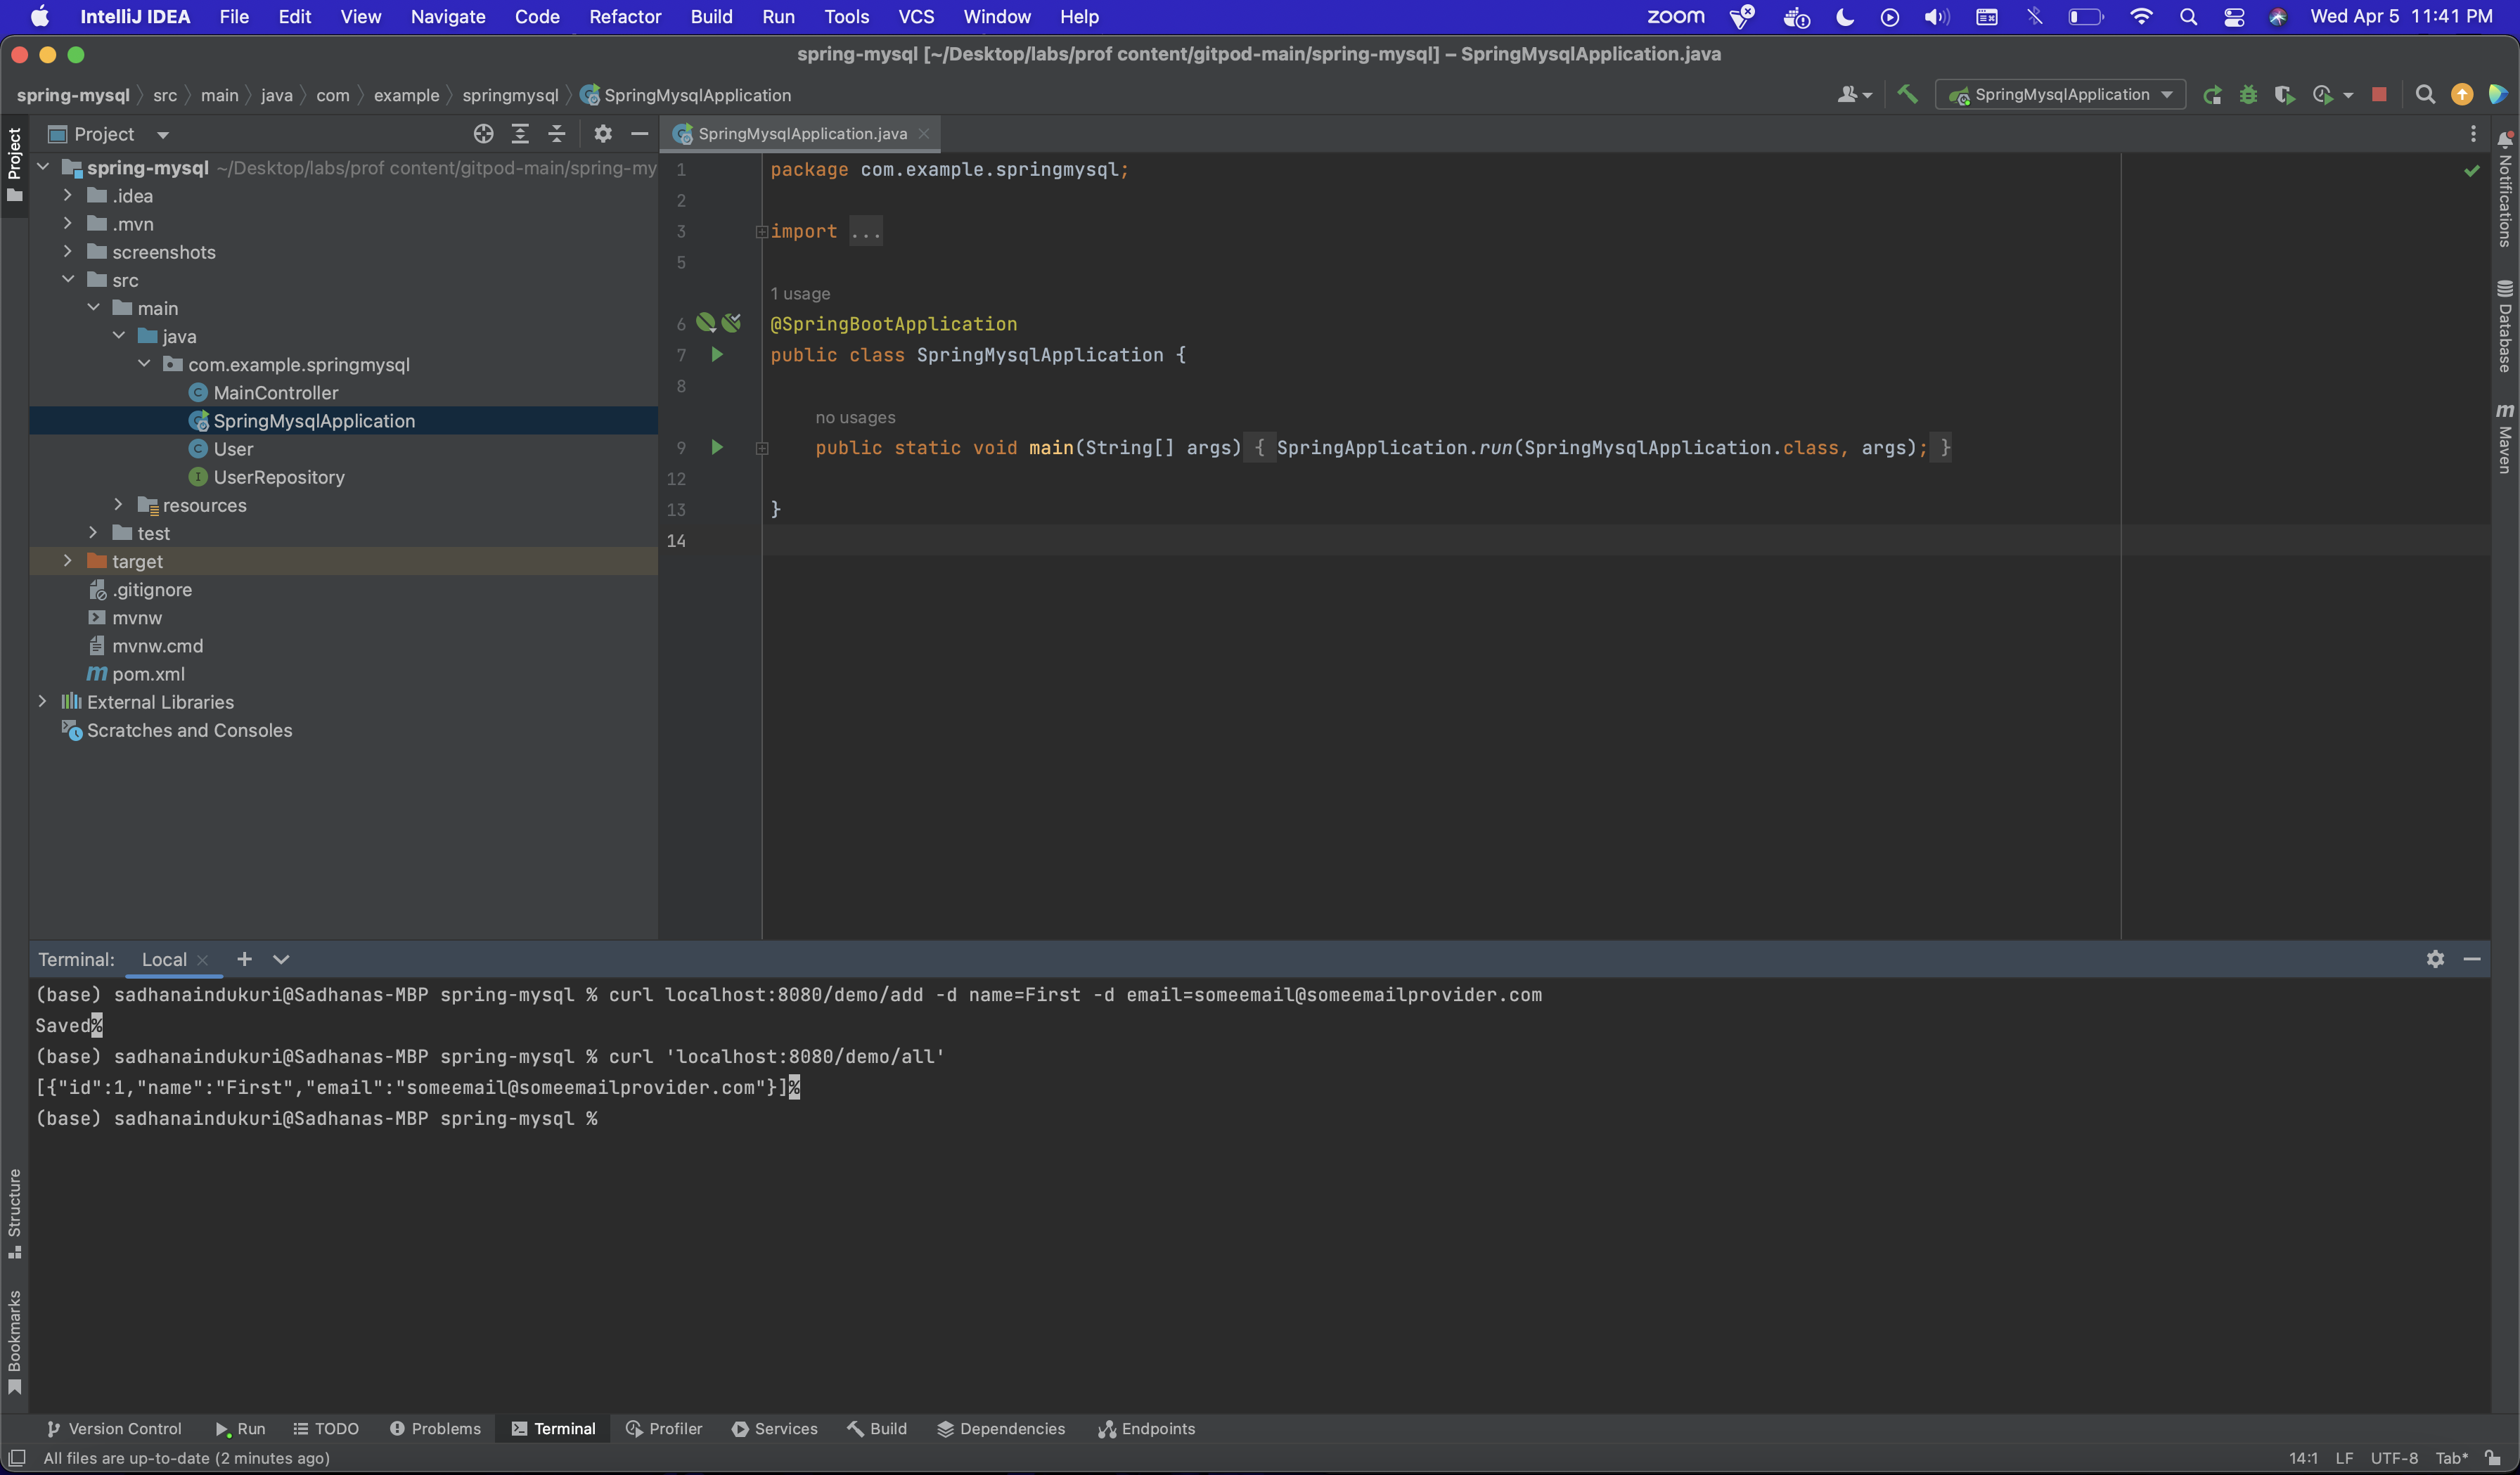 IntelliJ IDEA File Edit View Navigate Code Refactor Build Run Tools VCS Window Help zoom Wed Apr 5 11:41 PM
spring-mysql [~/Desktop/labs/prof content/gitpod-main/spring-mysql] – SpringMysqlApplication.java
spring-mysql src main java com example springmysql SpringMysqlApplication SpringMysqlApplication
Project
Project
SpringMysqlApplication.java
spring-mysql ~/Desktop/labs/prof content/gitpod-main/spring-my
.idea
.mvn
screenshots
src
main
java
com.example.springmysql
MainController
SpringMysqlApplication
User
UserRepository
resources
test
target
.gitignore
mvnw
mvnw.cmd
pom.xml
External Libraries
Scratches and Consoles
1 package com.example.springmysql;
2
3 import ...
5
1 usage
6 @SpringBootApplication
7 public class SpringMysqlApplication {
8
no usages
9 public static void main(String[] args) { SpringApplication.run(SpringMysqlApplication.class, args); }
12
13 }
14
Notifications
Database
Maven
Terminal: Local
(base) sadhanaindukuri@Sadhanas-MBP spring-mysql % curl localhost:8080/demo/add -d name=First -d email=someemail@someemailprovider.com
Saved%
(base) sadhanaindukuri@Sadhanas-MBP spring-mysql % curl 'localhost:8080/demo/all'
[{"id":1,"name":"First","email":"someemail@someemailprovider.com"}]%
(base) sadhanaindukuri@Sadhanas-MBP spring-mysql %
Structure
Bookmarks
Version Control Run TODO Problems Terminal Profiler Services Build Dependencies Endpoints
All files are up-to-date (2 minutes ago) 14:1 LF UTF-8 Tab*